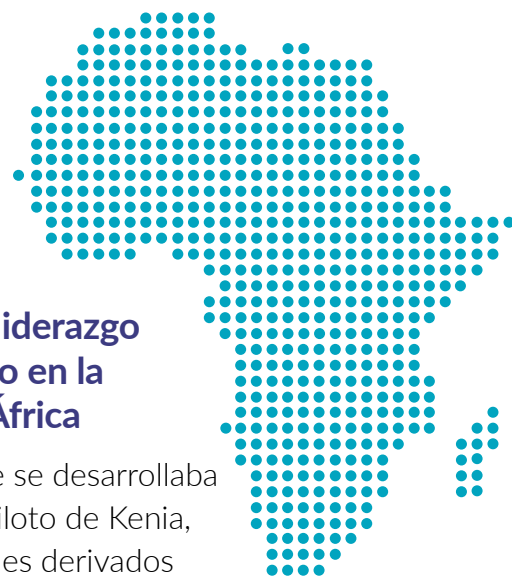 iderazgo
o en la
África
e se desarrollaba
iloto de Kenia,
es derivados